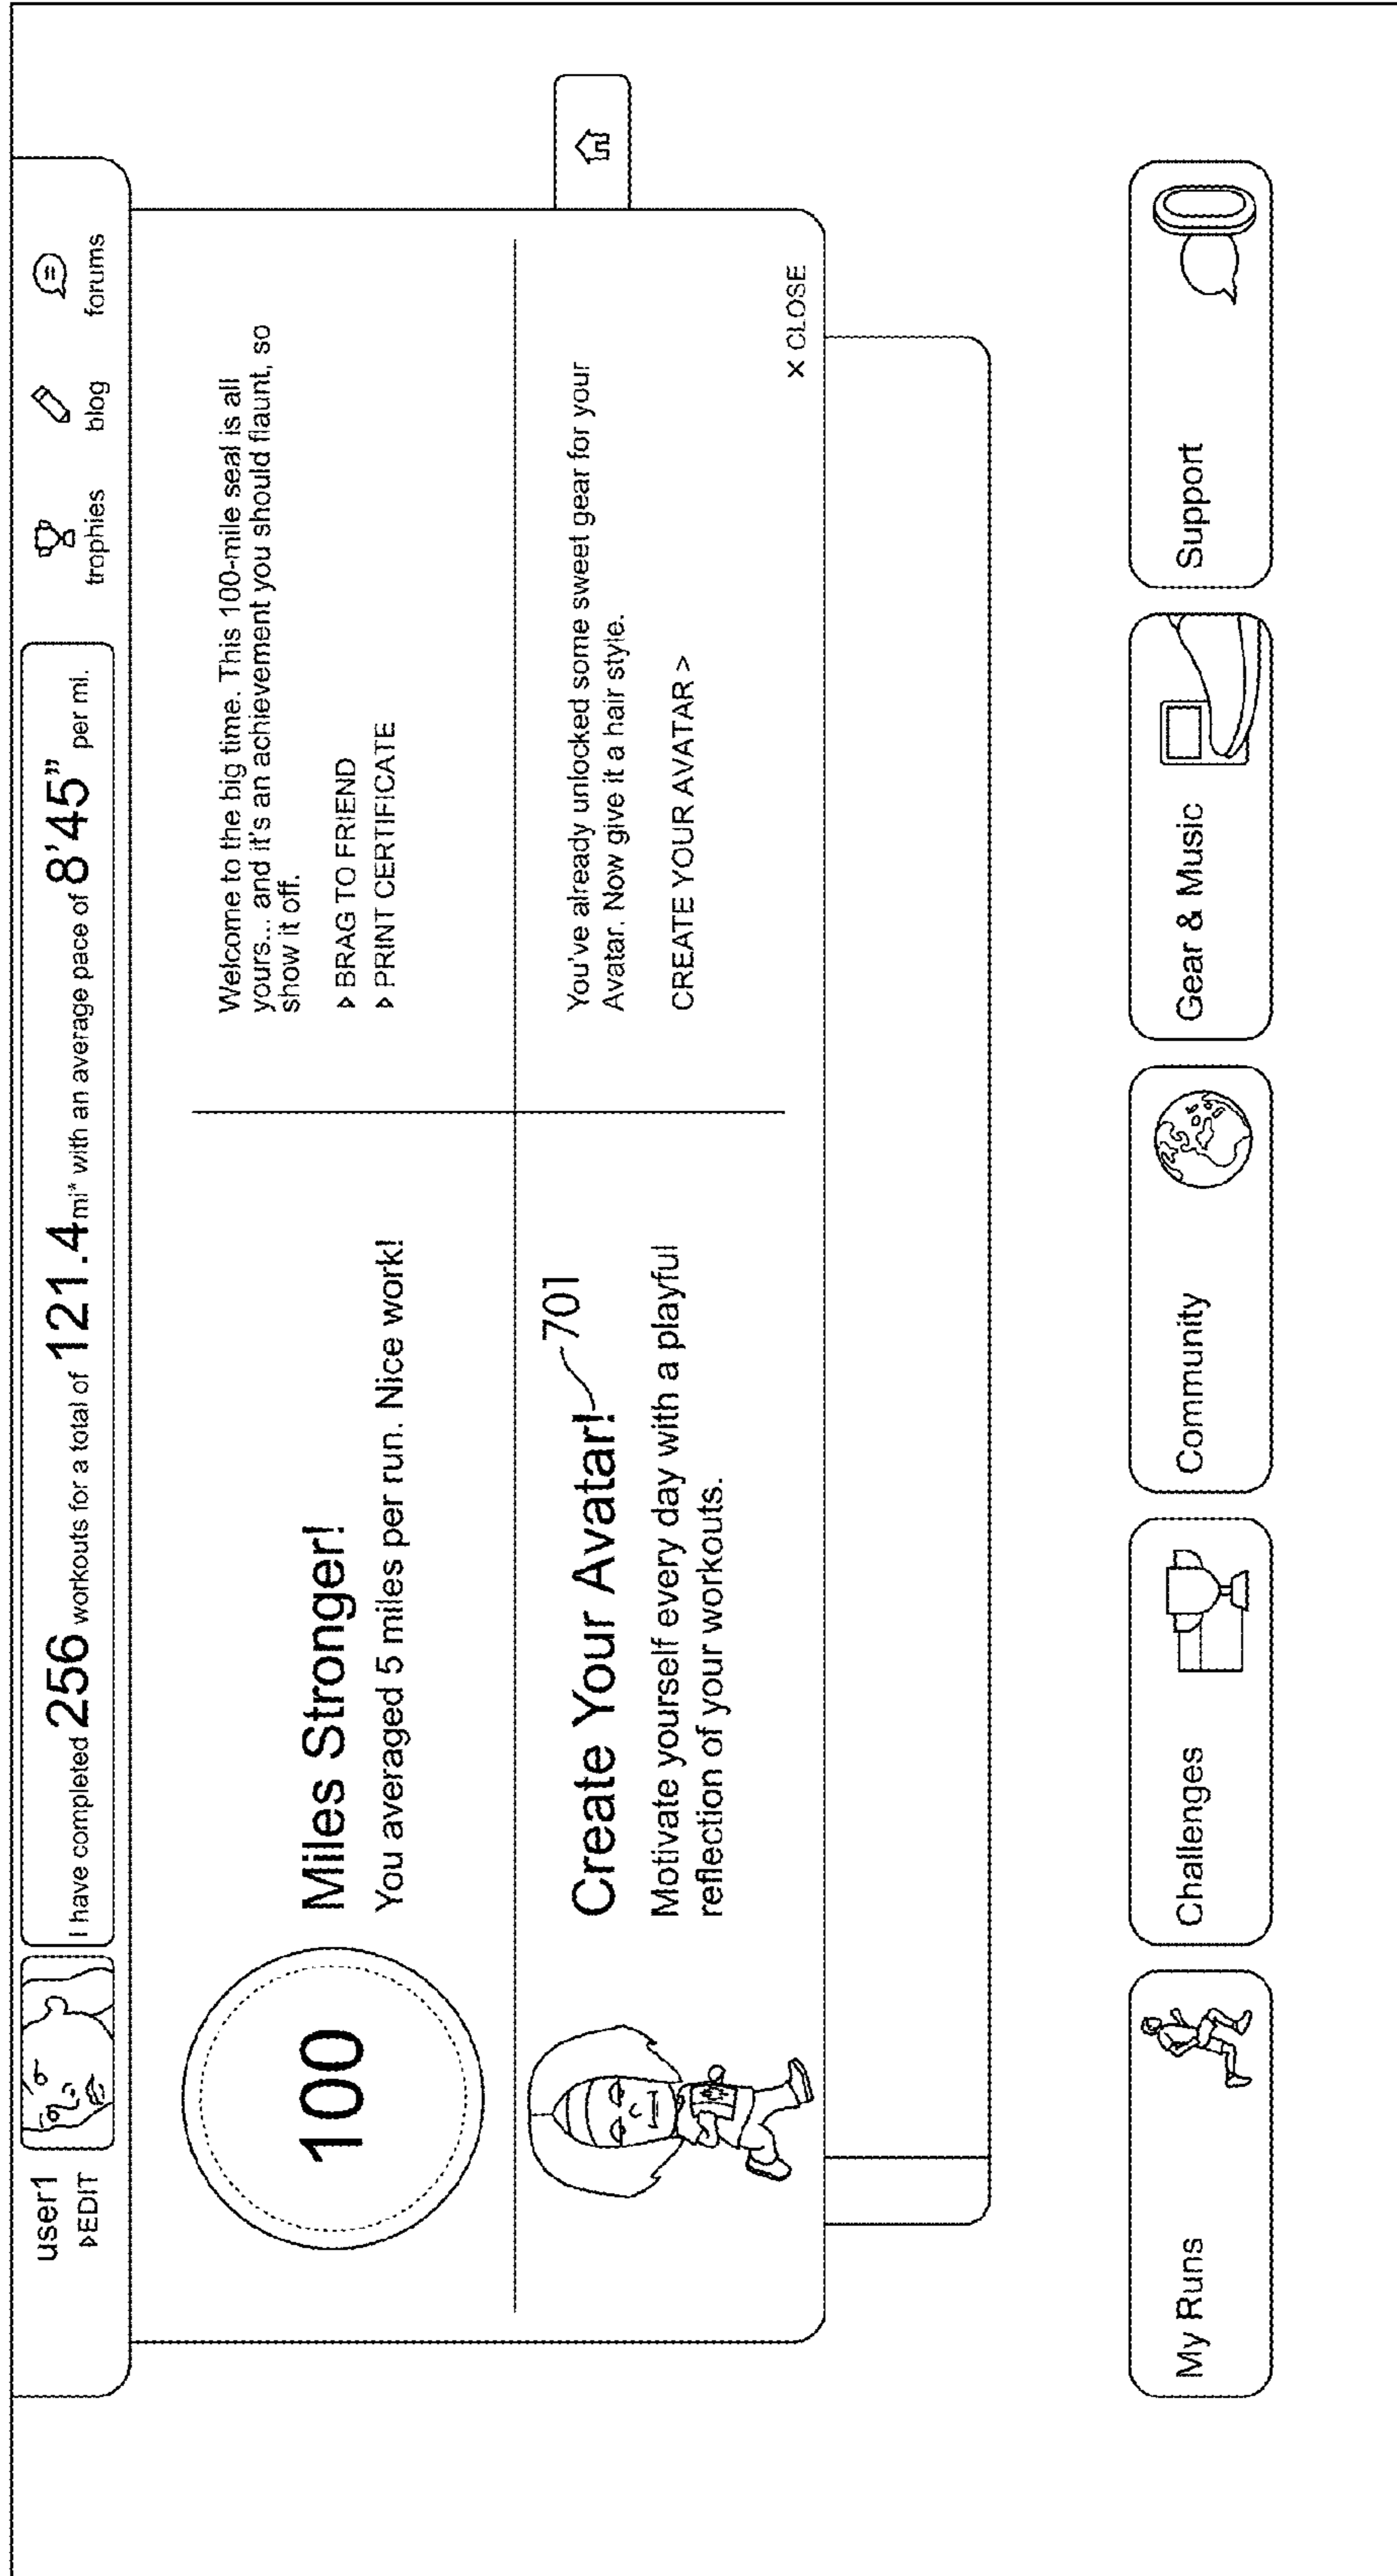 user1
▹EDIT
I have completed 256 workouts for a total of 121.4 mi* with an average pace of 8'45” per mi.
trophies
blog
forums
100
Miles Stronger!
You averaged 5 miles per run. Nice work!
Welcome to the big time. This 100-mile seal is all
yours... and it's an achievement you should flaunt, so
show it off.
▹ BRAG TO FRIEND
▹ PRINT CERTIFICATE
Create Your Avatar!
701
Motivate yourself every day with a playful
reflection of your workouts.
You've already unlocked some sweet gear for your
Avatar. Now give it a hair style.
CREATE YOUR AVATAR >
X CLOSE
My Runs
Challenges
Community
Gear & Music
Support